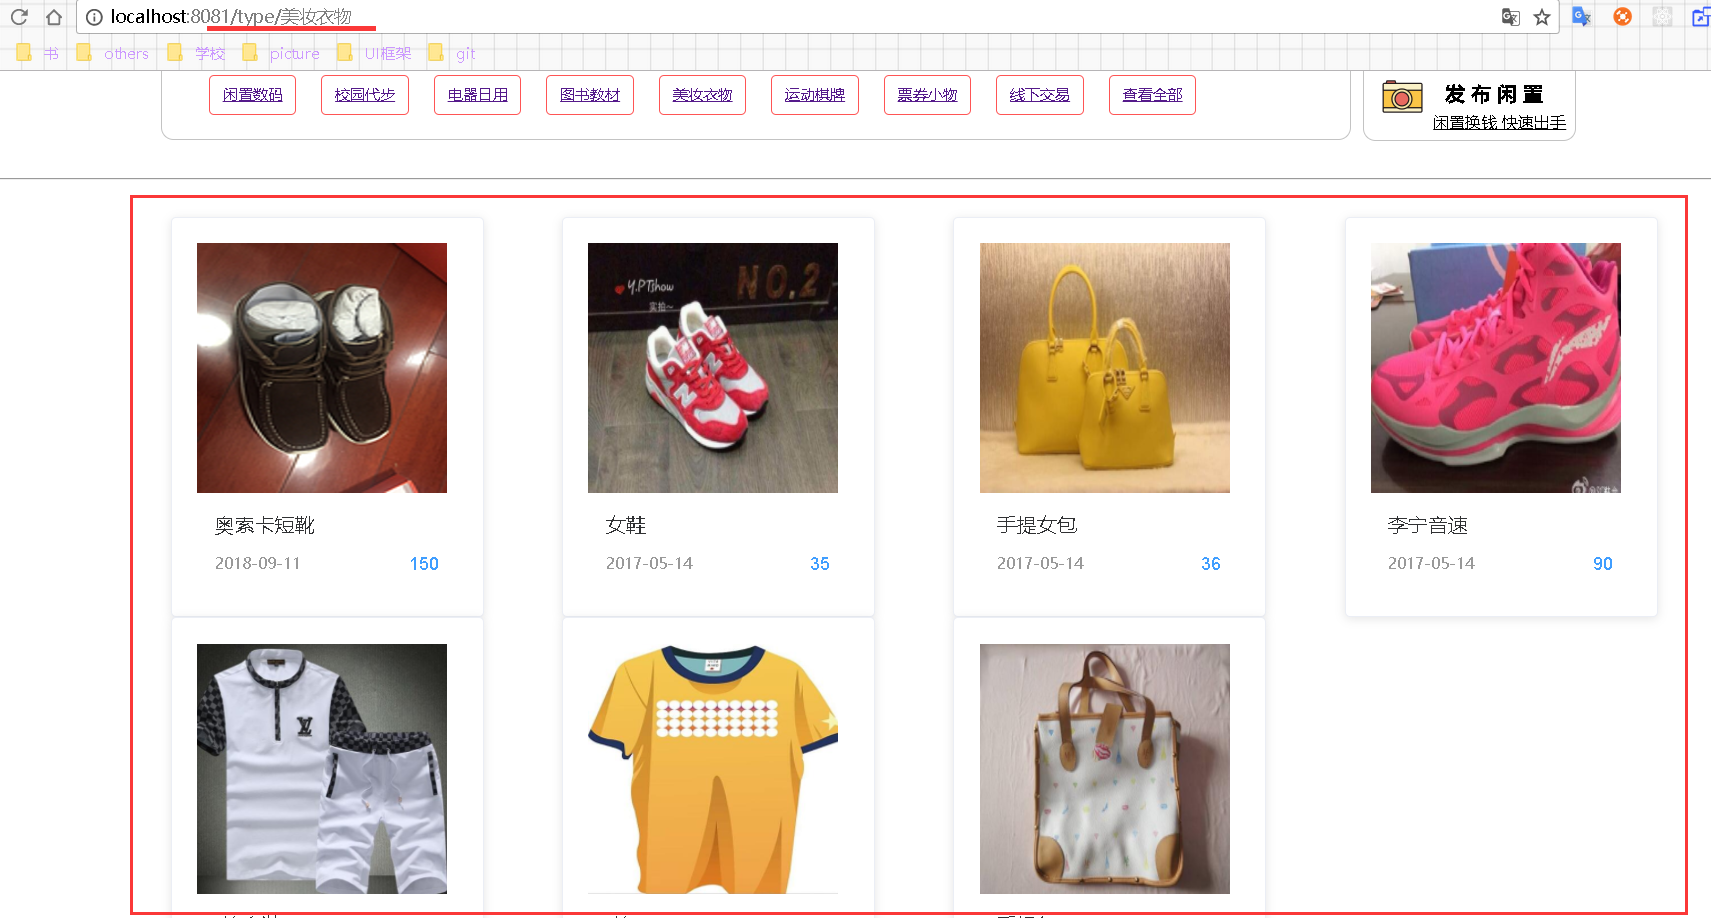 localhost:8081/type/美妆衣物
书 others 学校 picture UI框架 git
闲置数码 校园代步 电器日用 图书教材 美妆衣物 运动棋牌 票券小物 线下交易 查看全部
发布闲置
闲置换钱 快速出手
Y.PTshow
实拍~
NO.2
奥索卡短靴 女鞋 手提女包 李宁音速
2018-09-11 150 2017-05-14 35 2017-05-14 36 2017-05-14 90